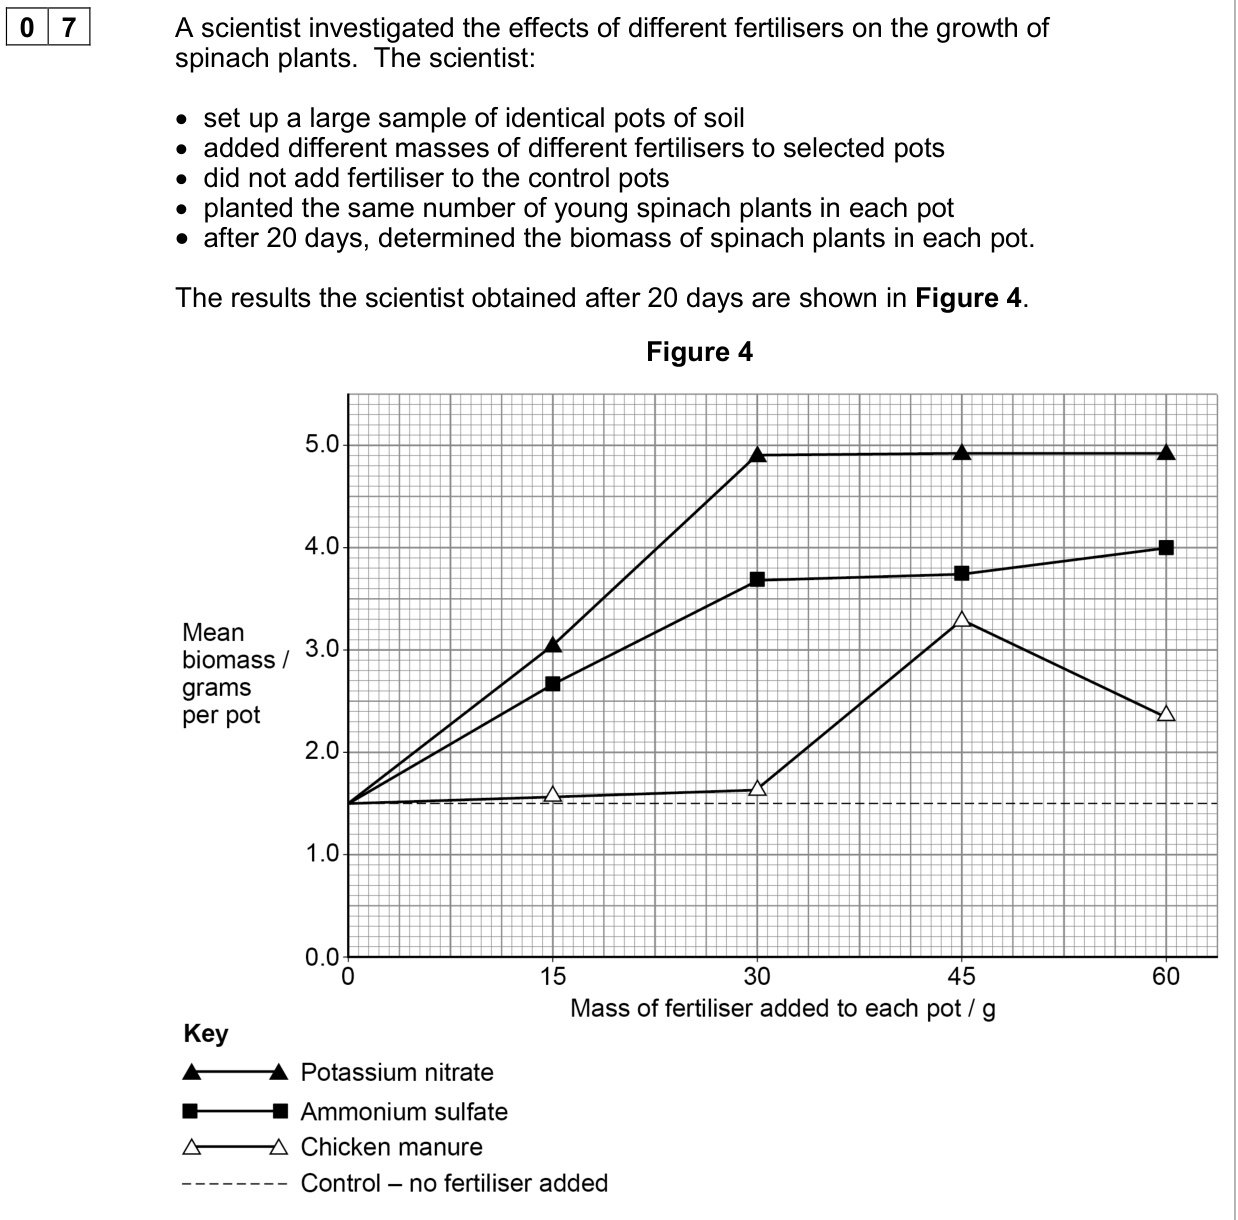 0 7
A scientist investigated the effects of different fertilisers on the growth of
spinach plants. The scientist:
• set up a large sample of identical pots of soil
• added different masses of different fertilisers to selected pots
• did not add fertiliser to the control pots
• planted the same number of young spinach plants in each pot
• after 20 days, determined the biomass of spinach plants in each pot.
The results the scientist obtained after 20 days are shown in Figure 4.
Figure 4
5.0
4.0
3.0
2.0
1.0
0.0
Mean
biomass /
grams
per pot
0 15 30 45 60
Mass of fertiliser added to each pot / g
Key
Potassium nitrate
Ammonium sulfate
Chicken manure
Control – no fertiliser added